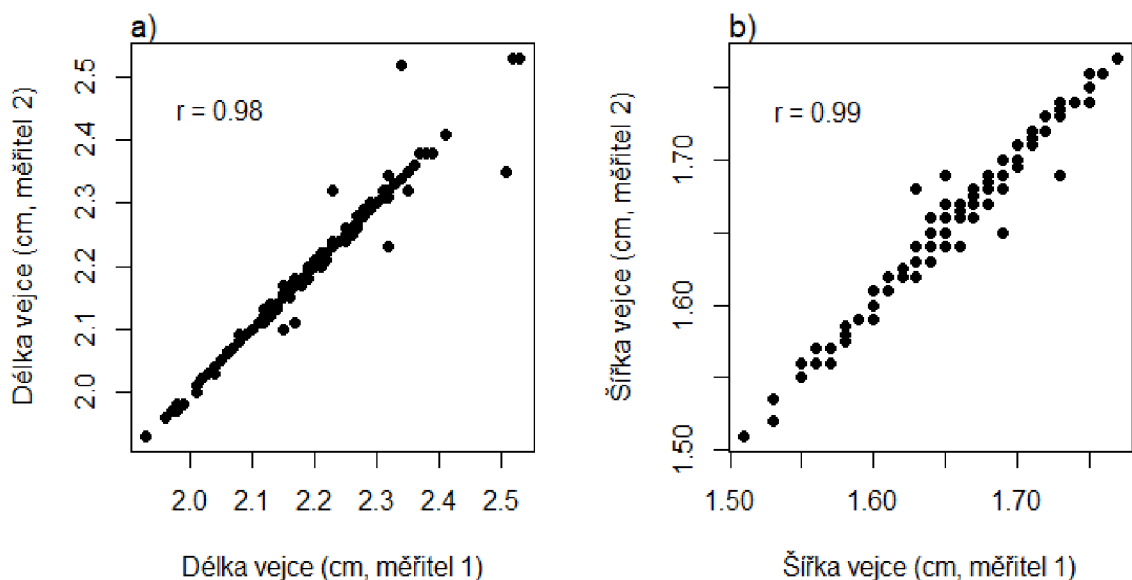 a)
r = 0.98
Délka vejce (cm, měřitel 2)
2.5
2.4
2.3
2.2
2.1
2.0
2.0 2.1 2.2 2.3 2.4 2.5
Délka vejce (cm, měřitel 1)
b)
r = 0.99
Šířka vejce (cm, měřitel 2)
1.70
1.60
1.50
1.50 1.60 1.70
Šířka vejce (cm, měřitel 1)